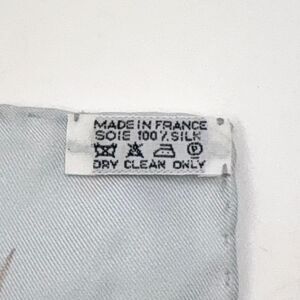 MADE IN FRANCE
SOIE 100% SILK
P
DRY CLEAN ONLY